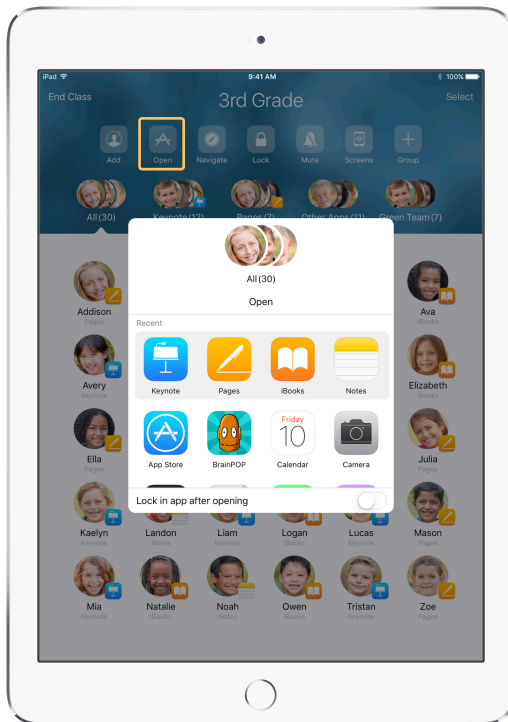 iPad 9:41 AM 100%
End Class 3rd Grade Select
Add Open Navigate Lock Mute Screens Group
All (30) Keynote (12) Pages (7) Other Apps (11) Green Team (7)
All (30)
Open
Recent
Keynote Pages iBooks Notes
Friday
10
App Store BrainPOP Calendar Camera
Lock in app after opening
Addison Ava
Pages iBooks
Avery Elizabeth
Keynote iBooks
Ella Julia
Pages Pages
Kaelyn Landon Liam Logan Lucas Mason
Keynote Notes Keynote iBooks Keynote Pages
Mia Natalie Noah Owen Tristan Zoe
Keynote iBooks Notes iBooks Keynote Pages